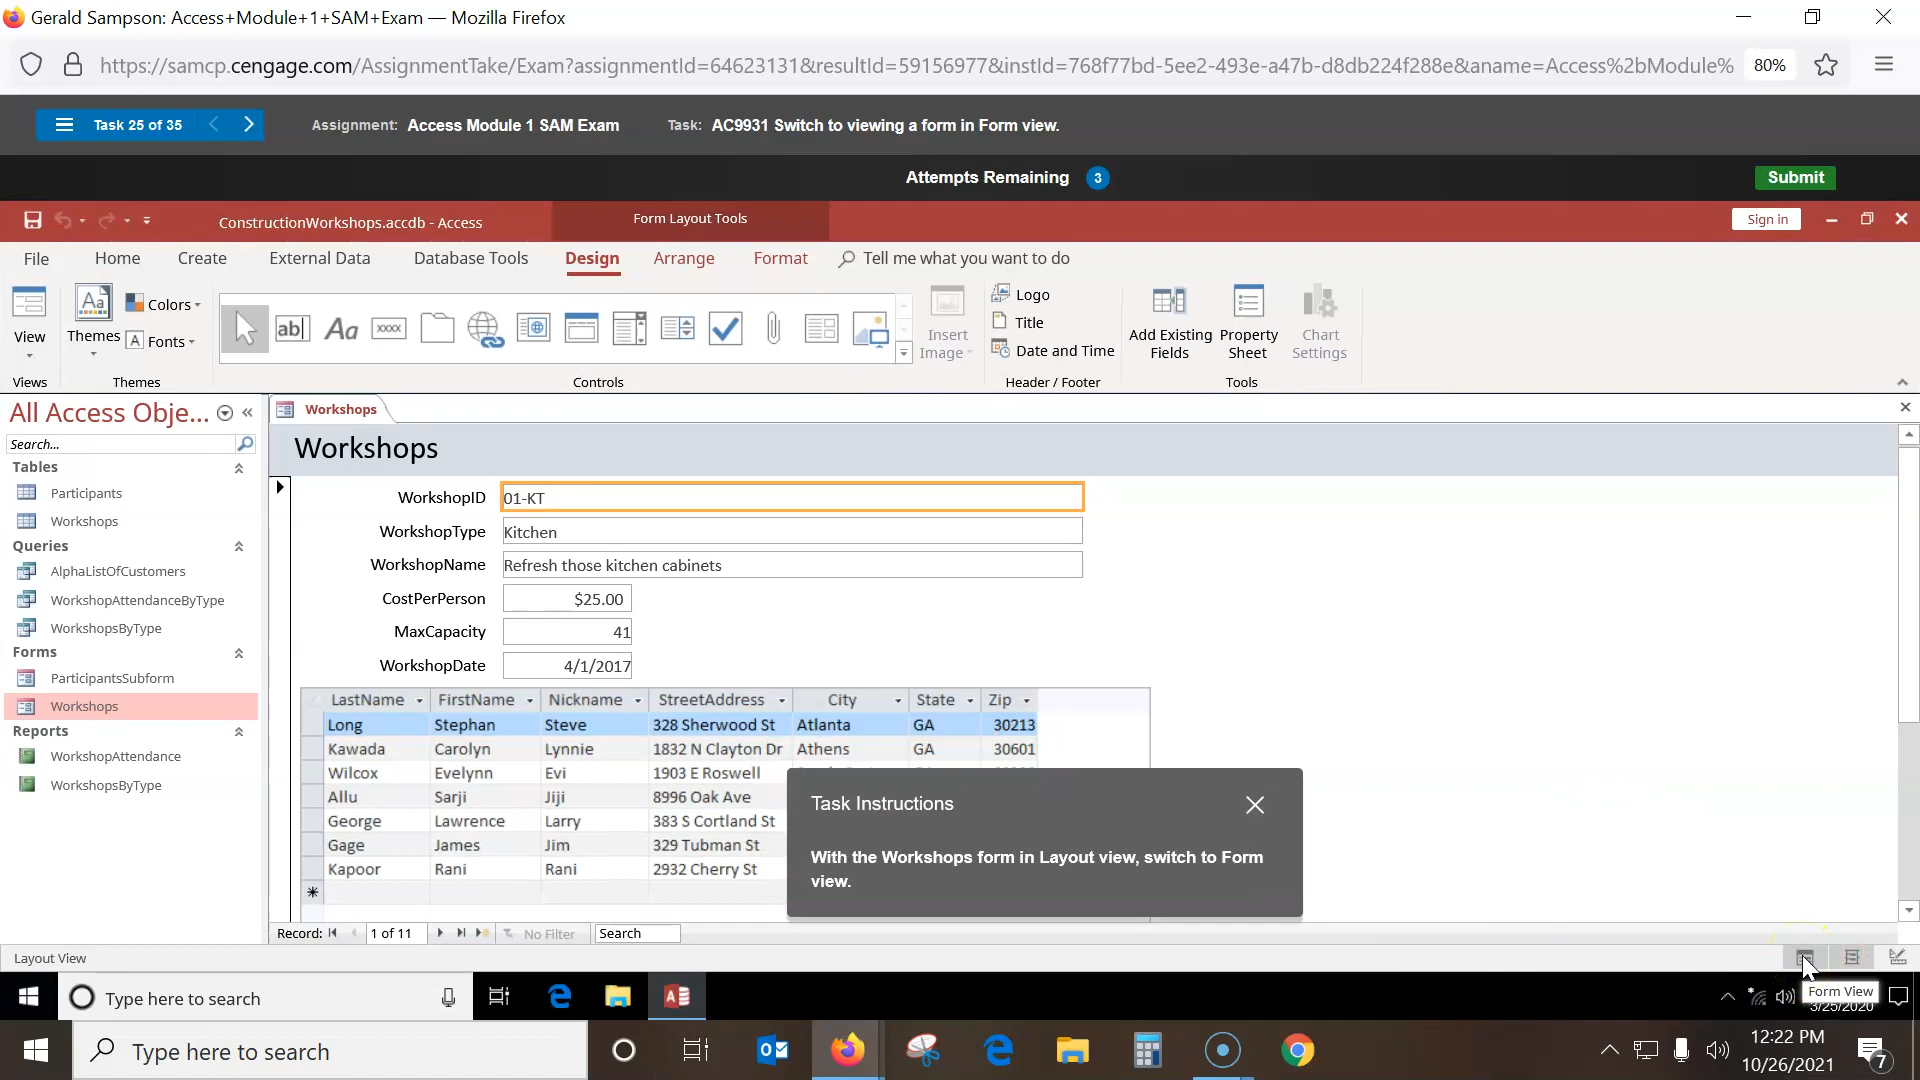 Gerald Sampson: Access+Module+1+SAM+Exam — Mozilla Firefox
https://samcp.cengage.com/AssignmentTake/Exam?assignmentId=64623131&resultId=59156977&instId=768f77bd-5ee2-493e-a47b-d8db224f288e&aname=Access%2bModule% 80%
Task 25 of 35 Assignment: Access Module 1 SAM Exam Task: AC9931 Switch to viewing a form in Form view.
Attempts Remaining 3 Submit
ConstructionWorkshops.accdb - Access Form Layout Tools Sign in
File Home Create External Data Database Tools Design Arrange Format Tell me what you want to do
View Themes Colors Fonts
Aa ab| Aa xxxx
Insert Image
Logo
Title
Date and Time
Add Existing Fields Property Sheet Chart Settings
Views Themes Controls Header / Footer Tools
All Access Obje...
Search...
Tables
Participants
Workshops
Queries
AlphaListOfCustomers
WorkshopAttendanceByType
WorkshopsByType
Forms
ParticipantsSubform
Workshops
Reports
WorkshopAttendance
WorkshopsByType
Workshops
Workshops
WorkshopID 01-KT
WorkshopType Kitchen
WorkshopName Refresh those kitchen cabinets
CostPerPerson $25.00
MaxCapacity 41
WorkshopDate 4/1/2017
LastName FirstName Nickname StreetAddress City State Zip
Long Stephan Steve 328 Sherwood St Atlanta GA 30213
Kawada Carolyn Lynnie 1832 N Clayton Dr Athens GA 30601
Wilcox Evelynn Evi 1903 E Roswell
Allu Sarji Jiji 8996 Oak Ave
George Lawrence Larry 383 S Cortland St
Gage James Jim 329 Tubman St
Kapoor Rani Rani 2932 Cherry St
Task Instructions
With the Workshops form in Layout view, switch to Form
view.
Record: 1 of 11 No Filter Search
Layout View
Form View
Type here to search
3/25/2020
Type here to search
12:22 PM
10/26/2021
7